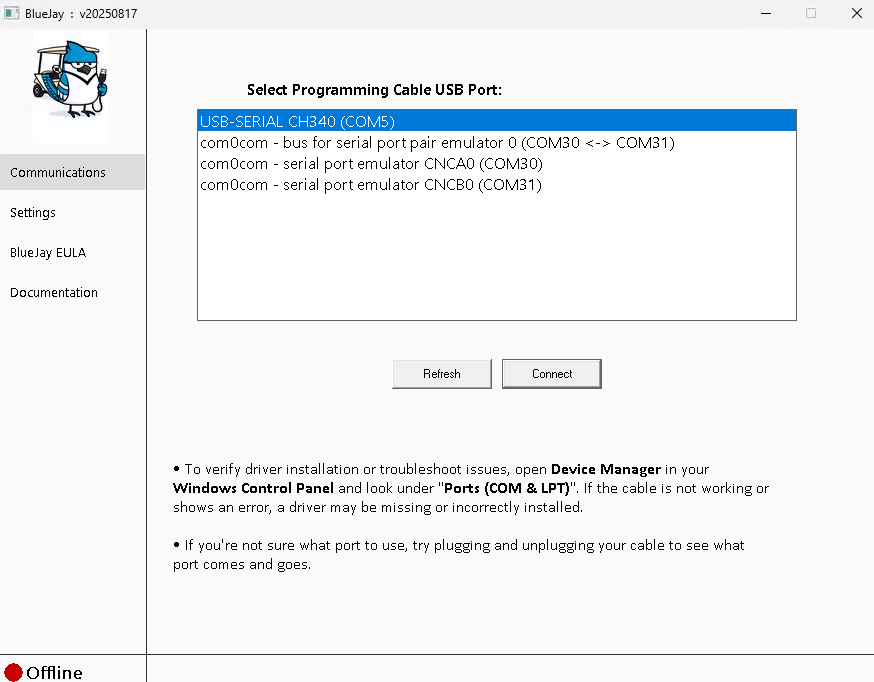 BlueJay : v20250817
Communications
Settings
BlueJay EULA
Documentation
Select Programming Cable USB Port:
USB-SERIAL CH340 (COM5)
com0com - bus for serial port pair emulator 0 (COM30 <-> COM31)
com0com - serial port emulator CNCA0 (COM30)
com0com - serial port emulator CNCB0 (COM31)
Refresh
Connect
• To verify driver installation or troubleshoot issues, open Device Manager in your
Windows Control Panel and look under "Ports (COM & LPT)". If the cable is not working or
shows an error, a driver may be missing or incorrectly installed.
• If you're not sure what port to use, try plugging and unplugging your cable to see what
port comes and goes.
Offline